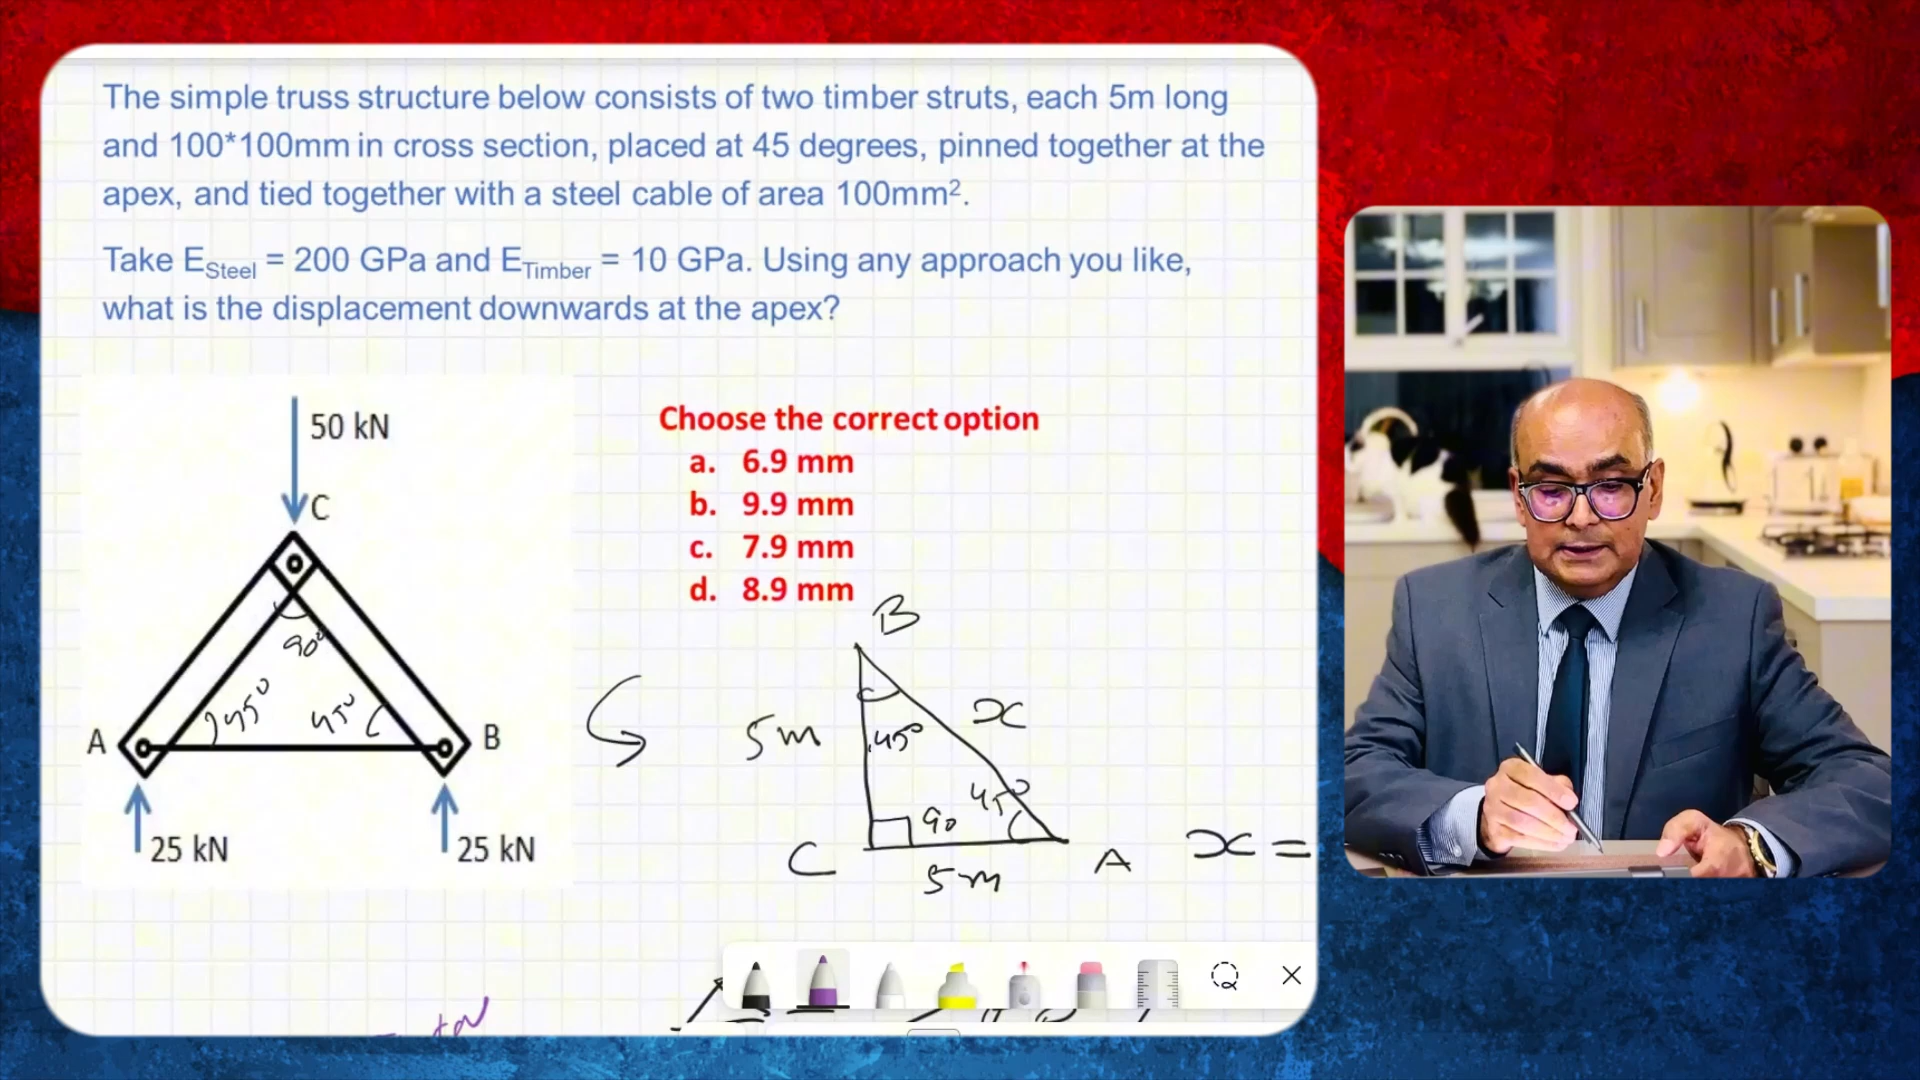 The simple truss structure below consists of two timber struts, each 5m long
and 100*100mm in cross section, placed at 45 degrees, pinned together at the
apex, and tied together with a steel cable of area 100mm².
Take ESteel = 200 GPa and ETimber = 10 GPa. Using any approach you like,
what is the displacement downwards at the apex?
50 kN
C
90°
45°
45°
A
B
25 kN
25 kN
Choose the correct option
a. 6.9 mm
b. 9.9 mm
c. 7.9 mm
d. 8.9 mm
B
5m
x
45°
45°
90
C
5m
A
x =